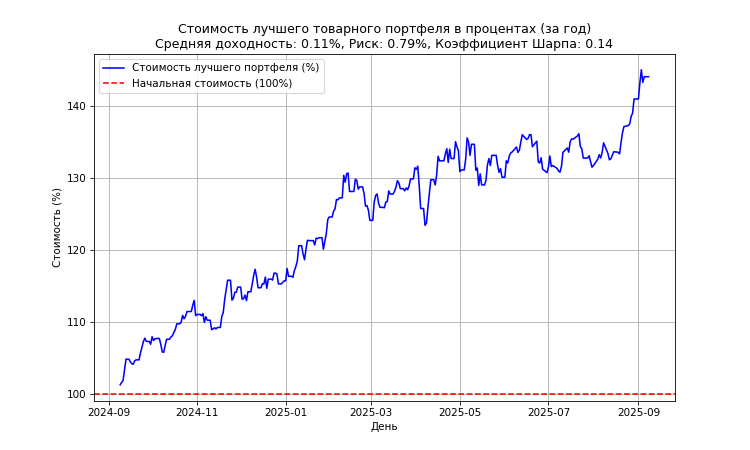 Стоимость лучшего товарного портфеля в процентах (за год)
Средняя доходность: 0.11%, Риск: 0.79%, Коэффициент Шарпа: 0.14
Стоимость лучшего портфеля (%)
Начальная стоимость (100%)
Стоимость (%)
140
130
120
110
100
2024-09
2024-11
2025-01
2025-03
2025-05
2025-07
2025-09
День